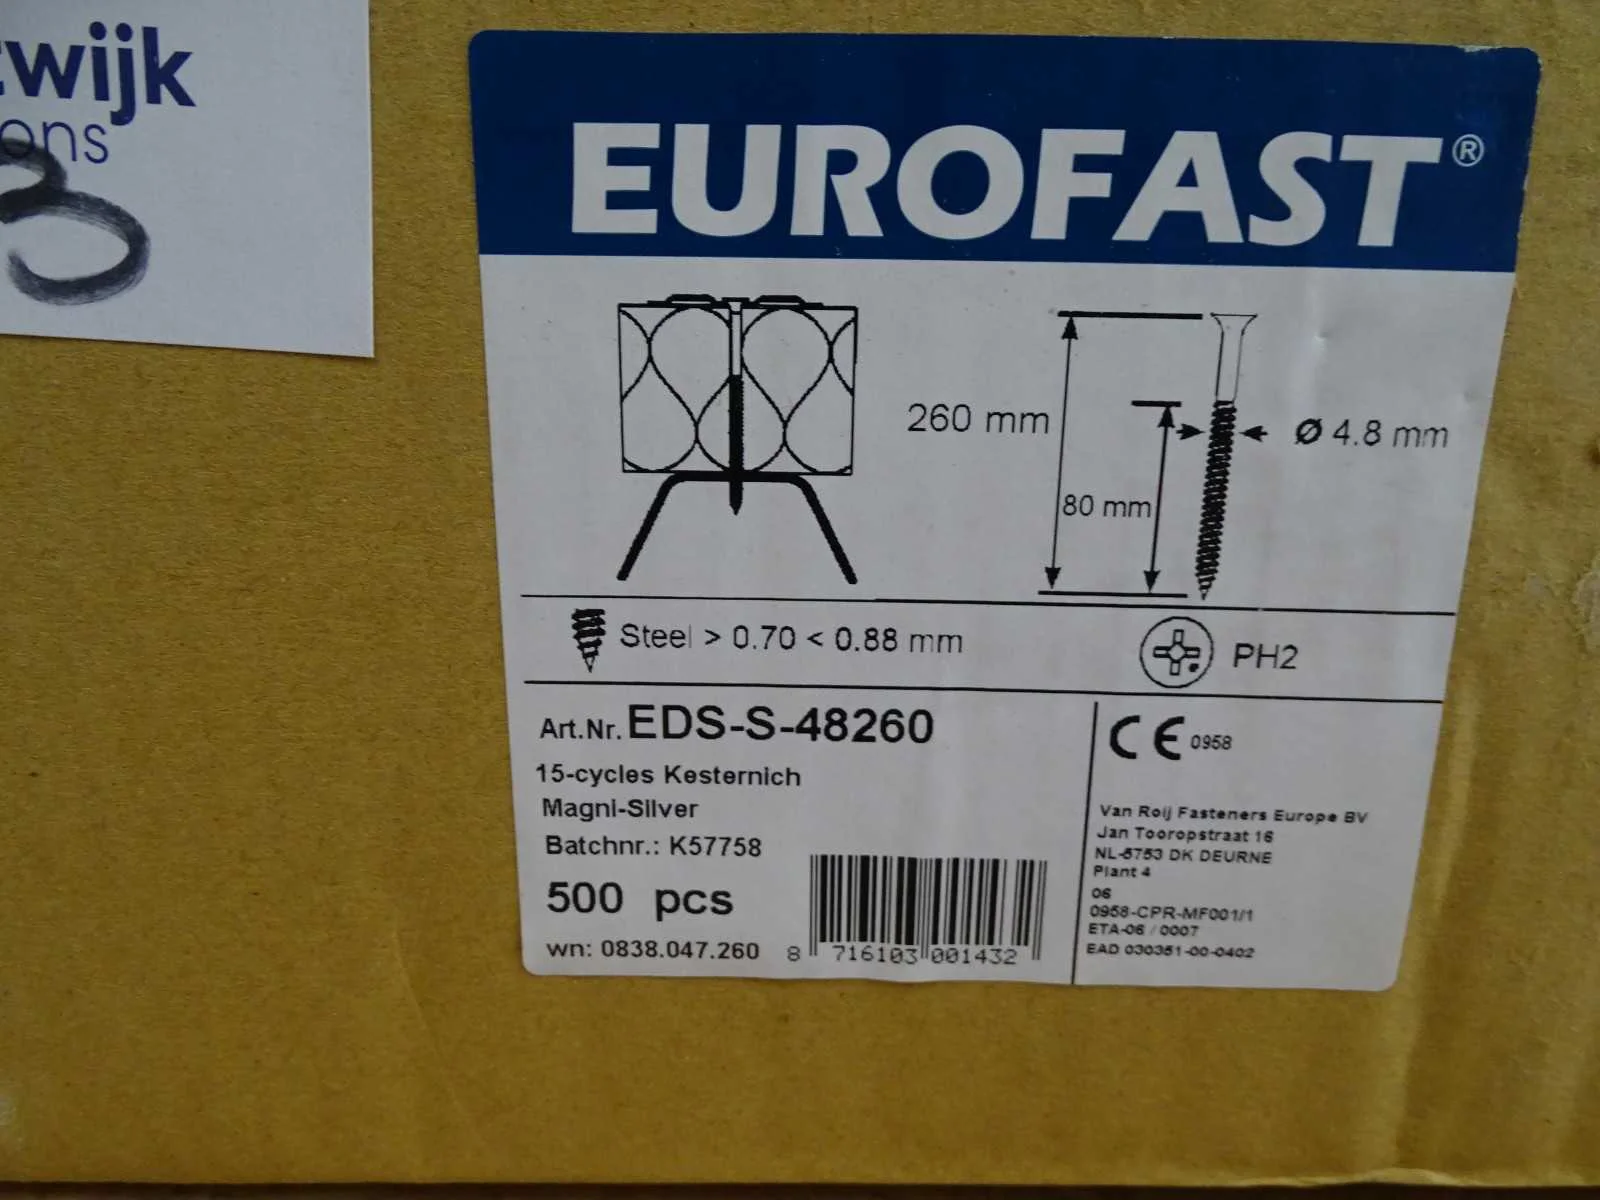 EUROFAST®
260 mm
80 mm
Ø 4.8 mm
Steel > 0.70 < 0.88 mm
PH2
Art.Nr. EDS-S-48260
15-cycles Kesternich
Magni-Silver
Batchnr.: K57758
500 pcs
wn: 0838.047.260
8 716103 001432
CE 0958
Van Roij Fasteners Europe BV
Jan Tooropstraat 16
NL-5753 DK DEURNE
Plant 4
06
0958-CPR-MF001/1
ETA-06 / 0007
EAD 030351-00-0402
3